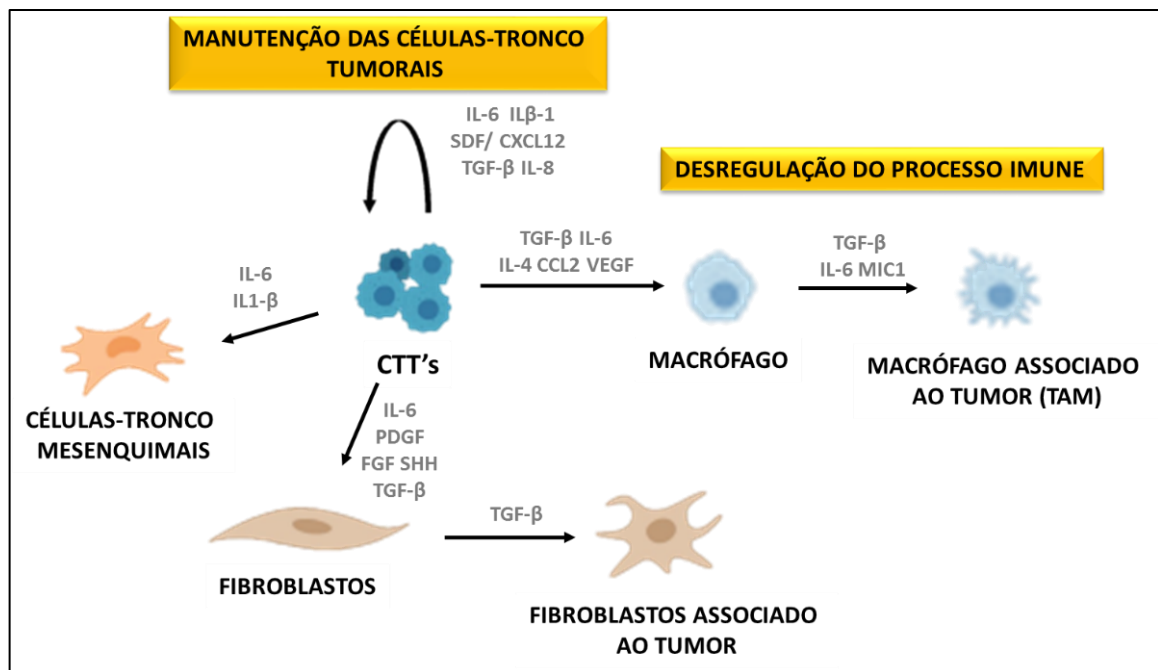 MANUTENÇÃO DAS CÉLULAS-TRONCO
TUMORAIS
IL-6 ILβ-1
SDF/ CXCL12
TGF-β IL-8
DESREGULAÇÃO DO PROCESSO IMUNE
TGF-β IL-6
IL-4 CCL2 VEGF
TGF-β
IL-6 MIC1
IL-6
IL1-β
CTT's
MACRÓFAGO
MACRÓFAGO ASSOCIADO
AO TUMOR (TAM)
CÉLULAS-TRONCO
MESENQUIMAIS
IL-6
PDGF
FGF SHH
TGF-β
TGF-β
FIBROBLASTOS
FIBROBLASTOS ASSOCIADO
AO TUMOR